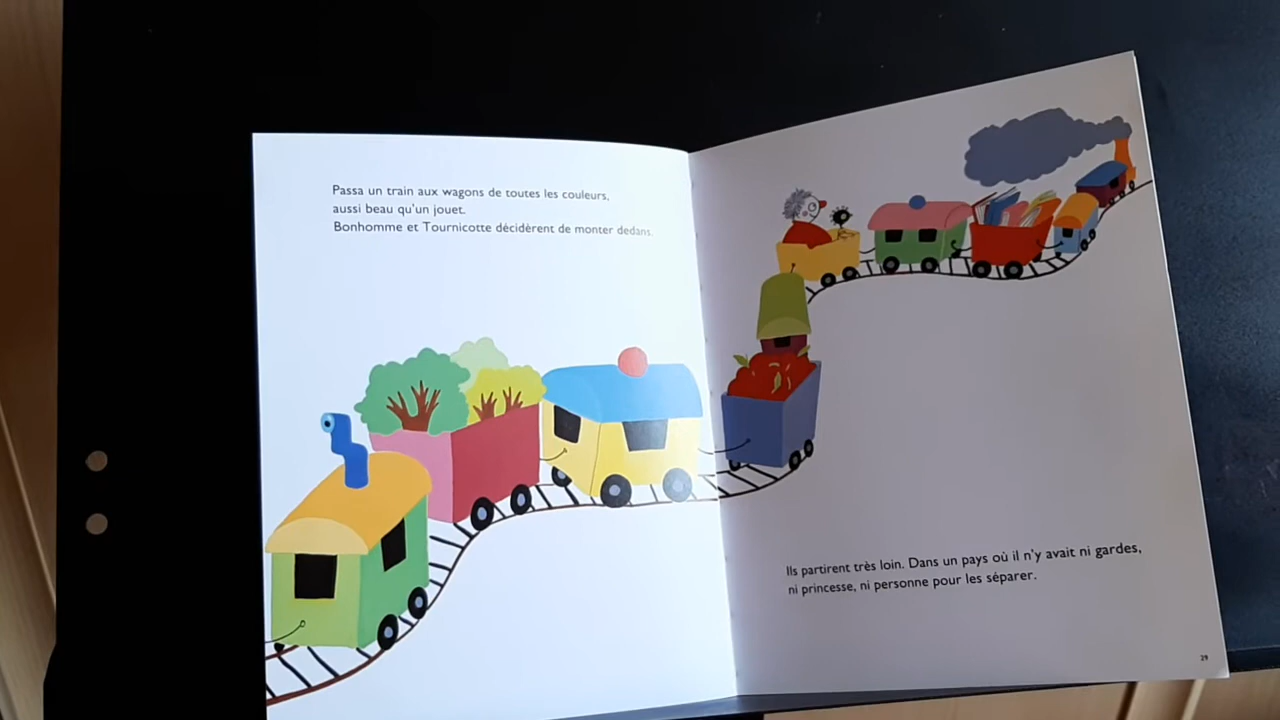 Passa un train aux wagons de toutes les couleurs,
aussi beau qu'un jouet.
Bonhomme et Tournicotte décidèrent de monter dedans.
Ils partirent très loin. Dans un pays où il n'y avait ni gardes,
ni princesse, ni personne pour les séparer.
29